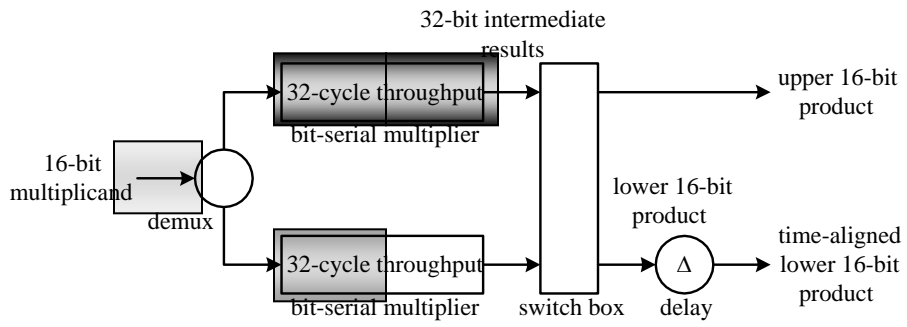 32-bit intermediate
results
32-cycle throughput
bit-serial multiplier
upper 16-bit
product
16-bit
multiplicand
demux
lower 16-bit
product
32-cycle throughput
bit-serial multiplier
switch box
Δ
delay
time-aligned
lower 16-bit
product